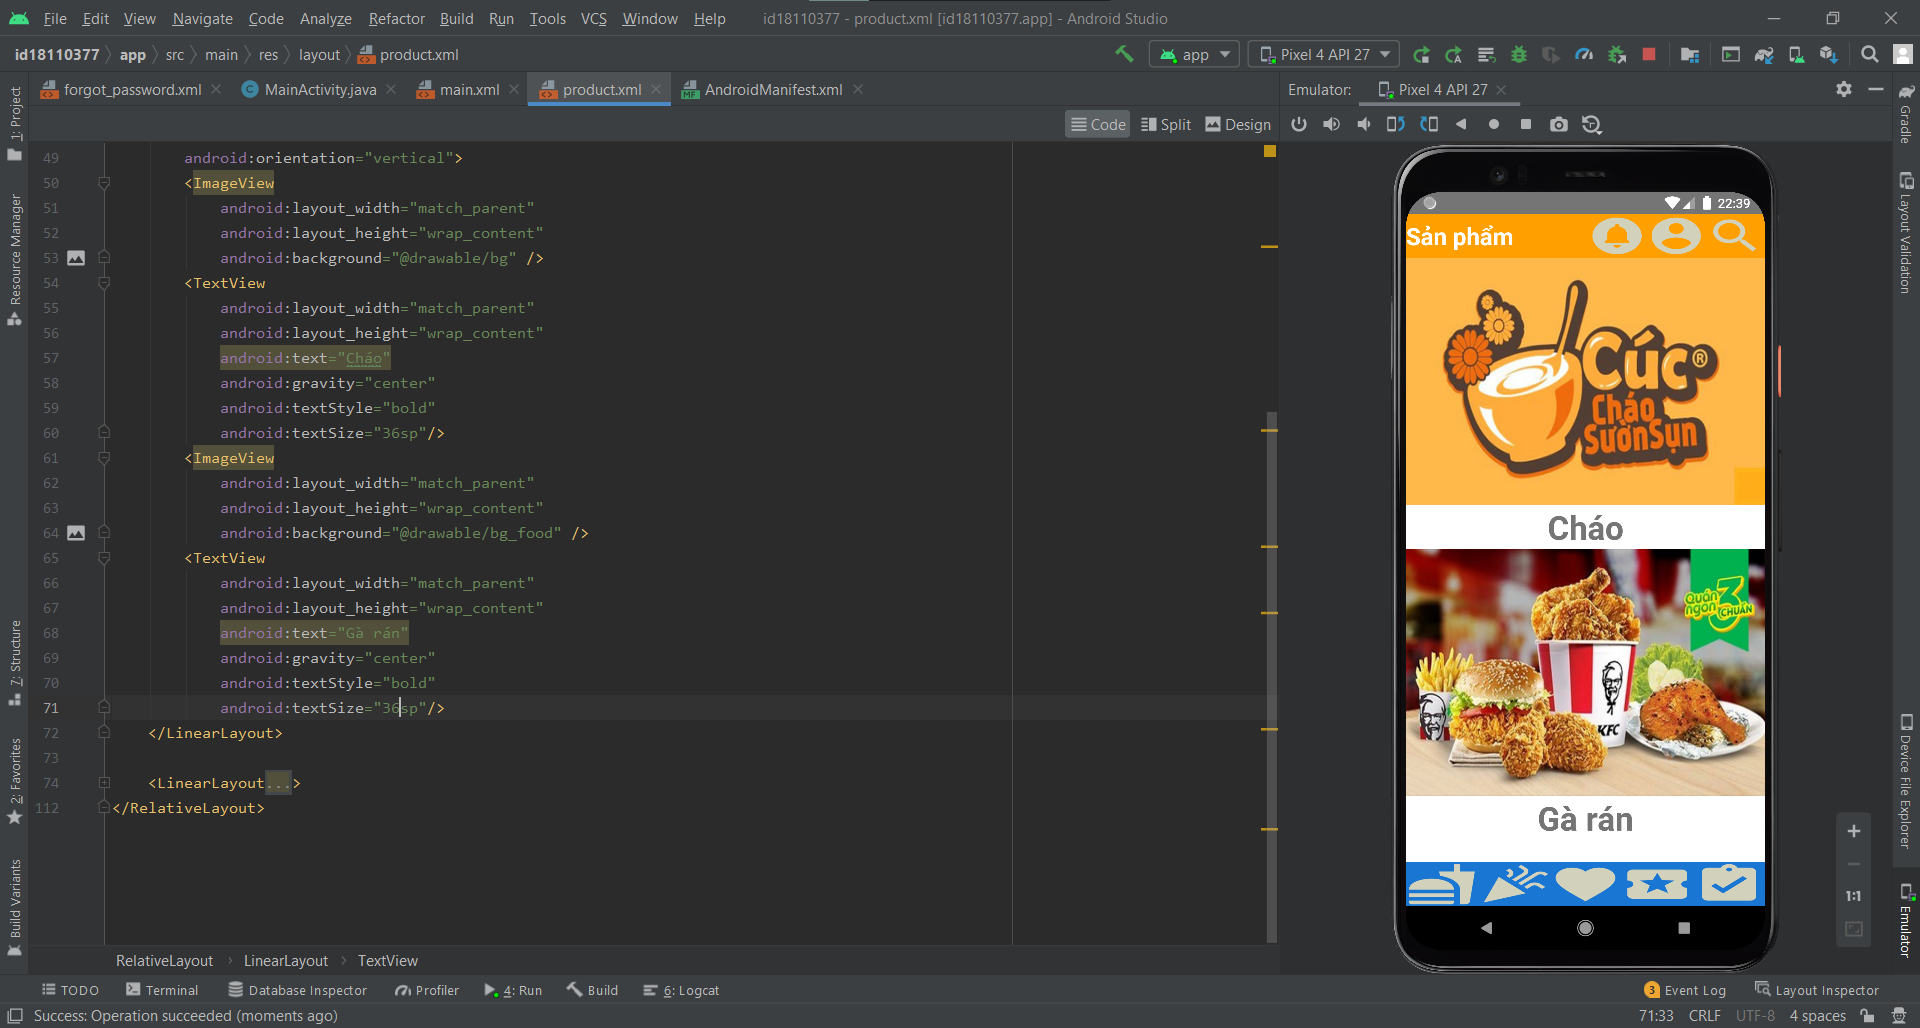 File Edit View Navigate Code Analyze Refactor Build Run Tools VCS Window Help id18110377 - product.xml [id18110377.app] - Android Studio
id18110377 app src main res layout product.xml app Pixel 4 API 27
forgot_password.xml MainActivity.java main.xml product.xml AndroidManifest.xml Emulator: Pixel 4 API 27
Code Split Design
1: Project
Resource Manager
7: Structure
2: Favorites
Build Variants
49 android:orientation="vertical">
50 <ImageView
51 android:layout_width="match_parent"
52 android:layout_height="wrap_content"
53 android:background="@drawable/bg" />
54 <TextView
55 android:layout_width="match_parent"
56 android:layout_height="wrap_content"
57 android:text="Cháo"
58 android:gravity="center"
59 android:textStyle="bold"
60 android:textSize="36sp"/>
61 <ImageView
62 android:layout_width="match_parent"
63 android:layout_height="wrap_content"
64 android:background="@drawable/bg_food" />
65 <TextView
66 android:layout_width="match_parent"
67 android:layout_height="wrap_content"
68 android:text="Gà rán"
69 android:gravity="center"
70 android:textStyle="bold"
71 android:textSize="36sp"/>
72 </LinearLayout>
73
74 <LinearLayout...>
112 </RelativeLayout>
22:39
Sản phẩm
Cúc®
Cháo
SườnSụn
Cháo
Quán
ngon 3
CHUẨN
KFC
Gà rán
1:1
Gradle
Layout Validation
Device File Explorer
Emulator
RelativeLayout LinearLayout TextView
TODO Terminal Database Inspector Profiler 4: Run Build 6: Logcat 3 Event Log Layout Inspector
Success: Operation succeeded (moments ago) 71:33 CRLF UTF-8 4 spaces